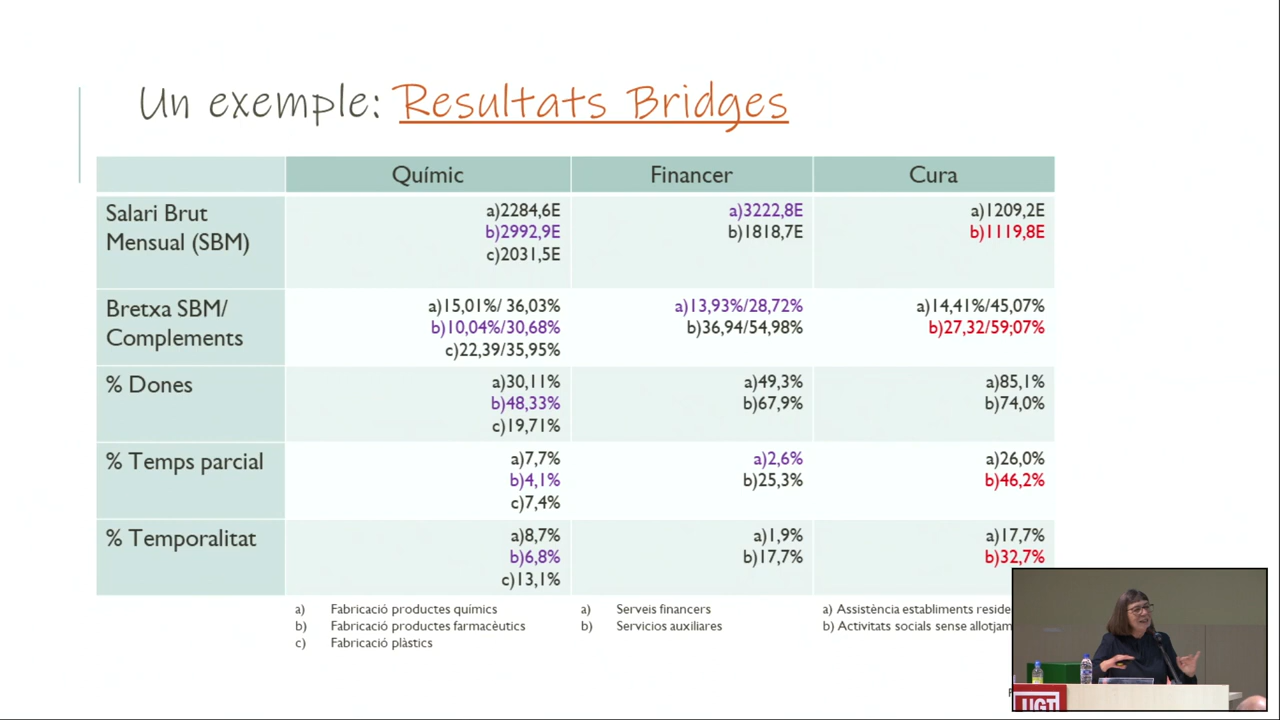 Un exemple: Resultats Bridges
Químic
Financer
Cura
Salari Brut
Mensual (SBM)
a)2284,6E
b)2992,9E
c)2031,5E
a)3222,8E
b)1818,7E
a)1209,2E
b)1119,8E
Bretxa SBM/
Complements
a)15,01%/ 36,03%
b)10,04%/30,68%
c)22,39/35,95%
a)13,93%/28,72%
b)36,94/54,98%
a)14,41%/45,07%
b)27,32/59;07%
% Dones
a)30,11%
b)48,33%
c)19,71%
a)49,3%
b)67,9%
a)85,1%
b)74,0%
% Temps parcial
a)7,7%
b)4,1%
c)7,4%
a)2,6%
b)25,3%
a)26,0%
b)46,2%
% Temporalitat
a)8,7%
b)6,8%
c)13,1%
a)1,9%
b)17,7%
a)17,7%
b)32,7%
a) Fabricació productes químics
b) Fabricació productes farmacèutics
c) Fabricació plàstics
a) Serveis financers
b) Servicios auxiliares
a) Assistència establiments
b) Activitats socials sense
UGT